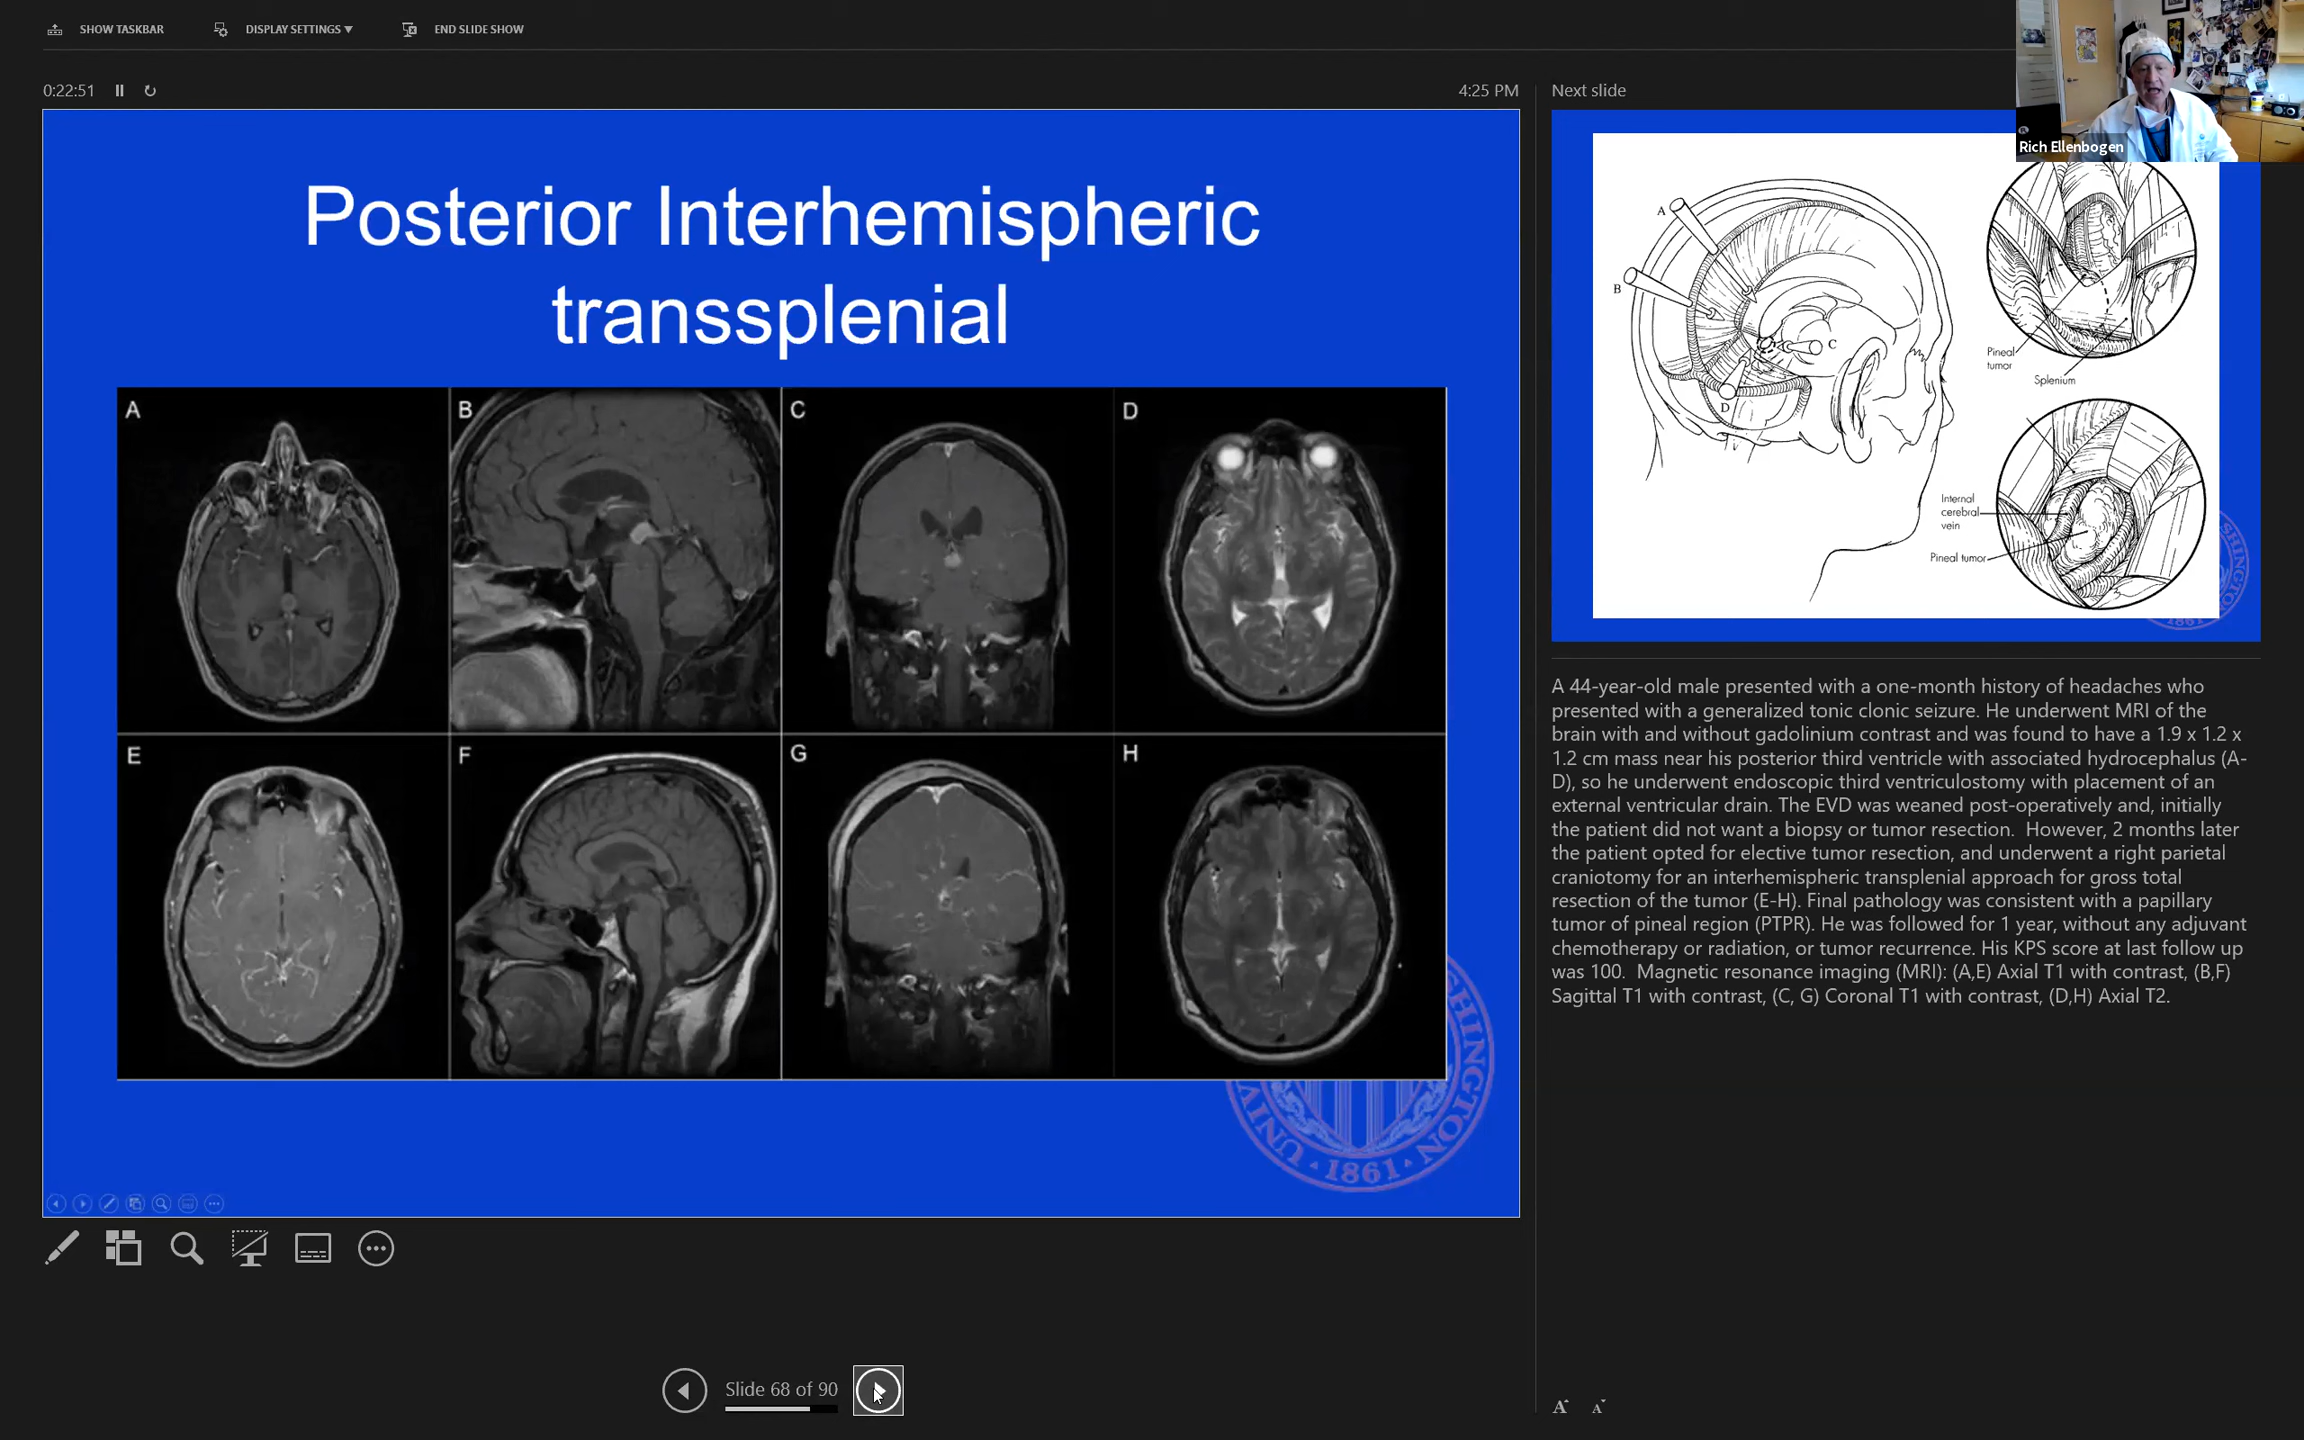 SHOW TASKBAR
DISPLAY SETTINGS ▾
END SLIDE SHOW
0:22:51
4:25 PM
Next slide
Rich Ellenbogen
Posterior Interhemispheric
transsplenial
A
B
C
D
E
F
G
H
SHINGTON
UNIV
1861
A
B
C
D
Pineal
tumor
Splenium
Internal
cerebral
vein
Pineal tumor
SHINGTON
1861
A 44-year-old male presented with a one-month history of headaches who
presented with a generalized tonic clonic seizure. He underwent MRI of the
brain with and without gadolinium contrast and was found to have a 1.9 x 1.2 x
1.2 cm mass near his posterior third ventricle with associated hydrocephalus (A-
D), so he underwent endoscopic third ventriculostomy with placement of an
external ventricular drain. The EVD was weaned post-operatively and, initially
the patient did not want a biopsy or tumor resection.  However, 2 months later
the patient opted for elective tumor resection, and underwent a right parietal
craniotomy for an interhemispheric transplenial approach for gross total
resection of the tumor (E-H). Final pathology was consistent with a papillary
tumor of pineal region (PTPR). He was followed for 1 year, without any adjuvant
chemotherapy or radiation, or tumor recurrence. His KPS score at last follow up
was 100.  Magnetic resonance imaging (MRI): (A,E) Axial T1 with contrast, (B,F)
Sagittal T1 with contrast, (C, G) Coronal T1 with contrast, (D,H) Axial T2.
Slide 68 of 90
A A